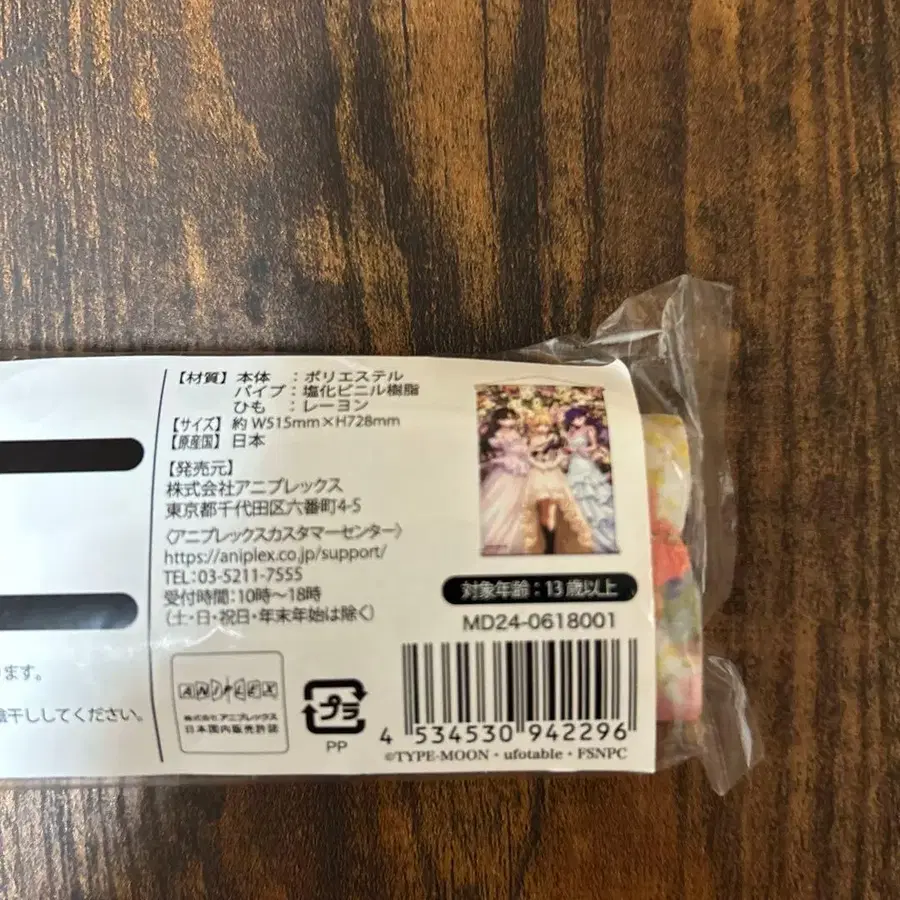 【材質】本体 :ポリエステル
パイプ:塩化ビニル樹脂
ひも :レーヨン
【サイズ】約 W515mm×H728mm
【原産国】日本
【発売元】
株式会社アニプレックス
東京都千代田区六番町4-5
〈アニプレックスカスタマーセンター〉
https://aniplex.co.jp/support/
TEL:03-5211-7555
受付時間:10時〜18時
(土・日・祝日・年末年始は除く)
対象年齢:13歳以上
MD24-0618001
ります。
陰干ししてください。
ANIPLEX
株式会社アニプレックス
日本国内販売許諾
プラ
PP
4 534530 942296
©TYPE-MOON・ufotable・FSNPC